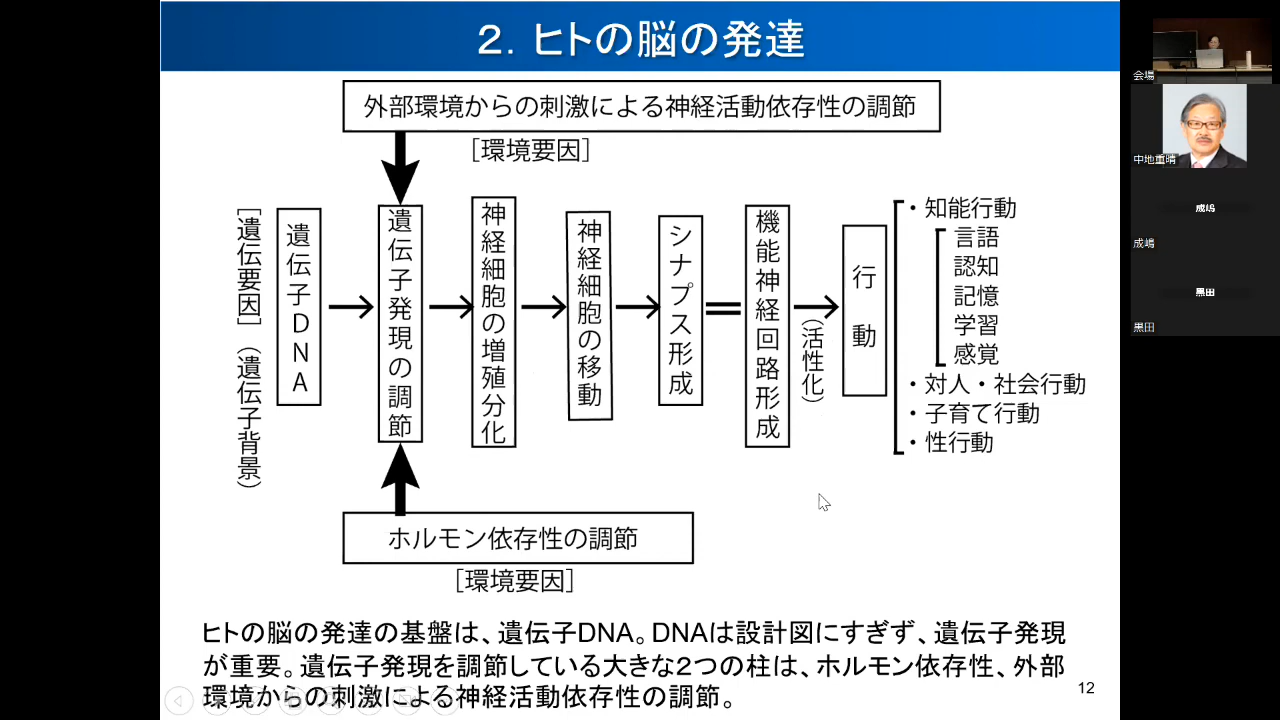 ２．ヒトの脳の発達
外部環境からの刺激による神経活動依存性の調節
［環境要因］
［遺伝要因］（遺伝子背景）
遺伝子ＤＮＡ
遺伝子発現の調節
神経細胞の増殖分化
神経細胞の移動
シナプス形成
機能神経回路形成
（活性化）
行動
・知能行動
言語
認知
記憶
学習
感覚
・対人・社会行動
・子育て行動
・性行動
ホルモン依存性の調節
［環境要因］
ヒトの脳の発達の基盤は、遺伝子DNA。DNAは設計図にすぎず、遺伝子発現
が重要。遺伝子発現を調節している大きな２つの柱は、ホルモン依存性、外部
環境からの刺激による神経活動依存性の調節。
12
会場
中地重晴
成嶋
成嶋
黒田
黒田